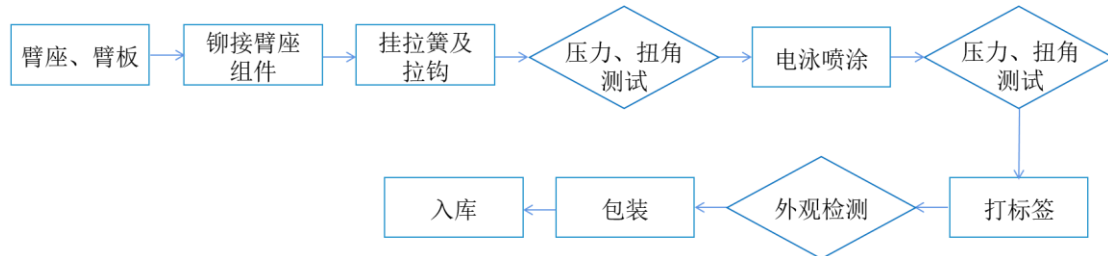 臂座、臂板
铆接臂座
组件
挂拉簧及
拉钩
压力、扭角
测试
电泳喷涂
压力、扭角
测试
打标签
外观检测
包装
入库